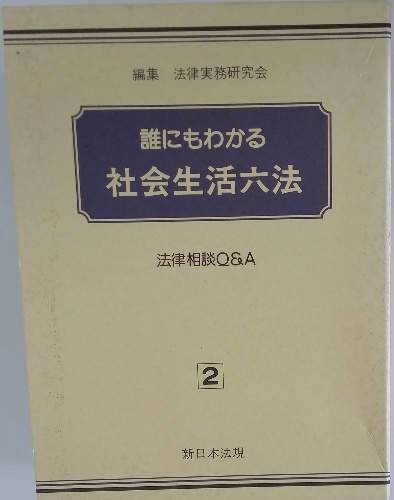 編集 法律実務研究会
誰にもわかる
社会生活六法
法律相談Q&A
2
新日本法規